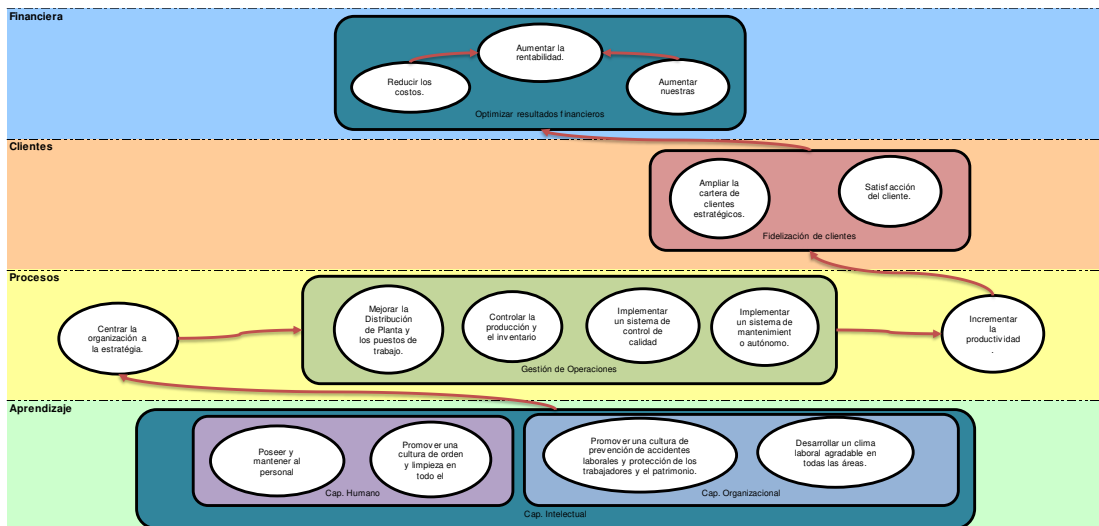 Financiera
Aumentar la
rentabilidad.
Reducir los
costos.
Aumentar
nuestras
Optimizar resultados financieros
Clientes
Ampliar la
cartera de
clientes
estratégicos.
Satisfacción
del cliente.
Fidelización de clientes
Procesos
Centrar la
organización a
la estratégia.
Mejorar la
Distribución
de Planta y
los puestos de
trabajo.
Controlar la
producción y
el inventario
Implementar
un sistema de
control de
calidad
Implementar
un sistema de
mantenimient
o autónomo.
Gestión de Operaciones
Incrementar
la
productividad
.
Aprendizaje
Poseer y
mantener al
personal
Promover una
cultura de orden
y limpieza en
todo el
Cap. Humano
Promover una cultura de
prevención de accidentes
laborales y protección de los
trabajadores y el patrimonio.
Desarrollar un clima
laboral agradable en
todas las áreas.
Cap. Organizacional
Cap. Intelectual